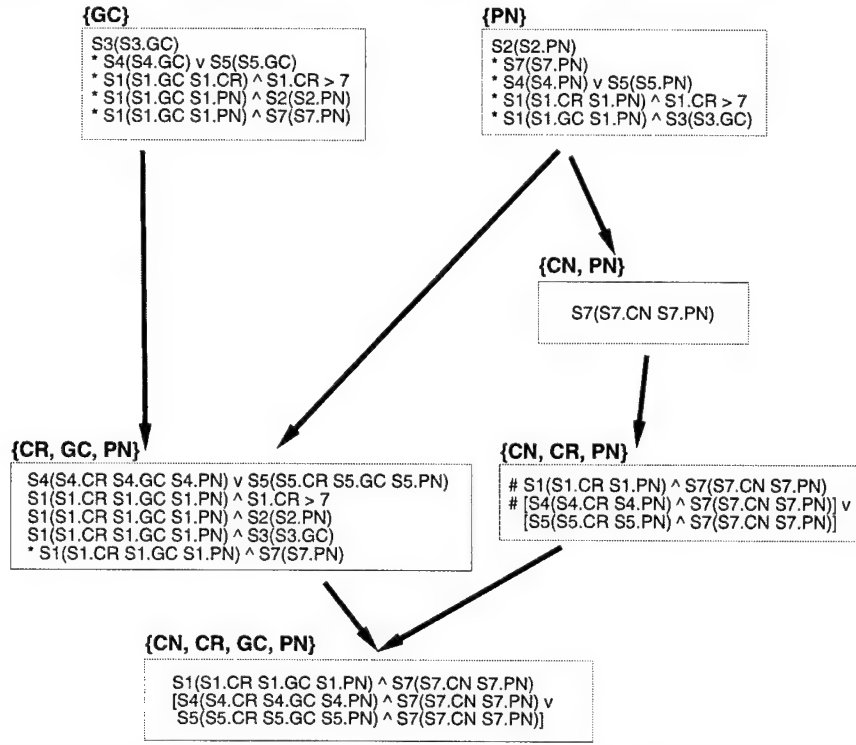 {GC}
S3(S3.GC)
* S4(S4.GC) v S5(S5.GC)
* S1(S1.GC S1.CR) ^ S1.CR > 7
* S1(S1.GC S1.PN) ^ S2(S2.PN)
* S1(S1.GC S1.PN) ^ S7(S7.PN)
{PN}
S2(S2.PN)
* S7(S7.PN)
* S4(S4.PN) v S5(S5.PN)
* S1(S1.CR S1.PN) ^ S1.CR > 7
* S1(S1.GC S1.PN) ^ S3(S3.GC)
{CN, PN}
S7(S7.CN S7.PN)
{CR, GC, PN}
S4(S4.CR S4.GC S4.PN) v S5(S5.CR S5.GC S5.PN)
S1(S1.CR S1.GC S1.PN) ^ S1.CR > 7
S1(S1.CR S1.GC S1.PN) ^ S2(S2.PN)
S1(S1.CR S1.GC S1.PN) ^ S3(S3.GC)
* S1(S1.CR S1.GC S1.PN) ^ S7(S7.PN)
{CN, CR, PN}
# S1(S1.CR S1.PN) ^ S7(S7.CN S7.PN)
# [S4(S4.CR S4.PN) ^ S7(S7.CN S7.PN)] v
[S5(S5.CR S5.PN) ^ S7(S7.CN S7.PN)]
{CN, CR, GC, PN}
S1(S1.CR S1.GC S1.PN) ^ S7(S7.CN S7.PN)
[S4(S4.CR S4.GC S4.PN) ^ S7(S7.CN S7.PN) v
S5(S5.CR S5.GC S5.PN) ^ S7(S7.CN S7.PN)]